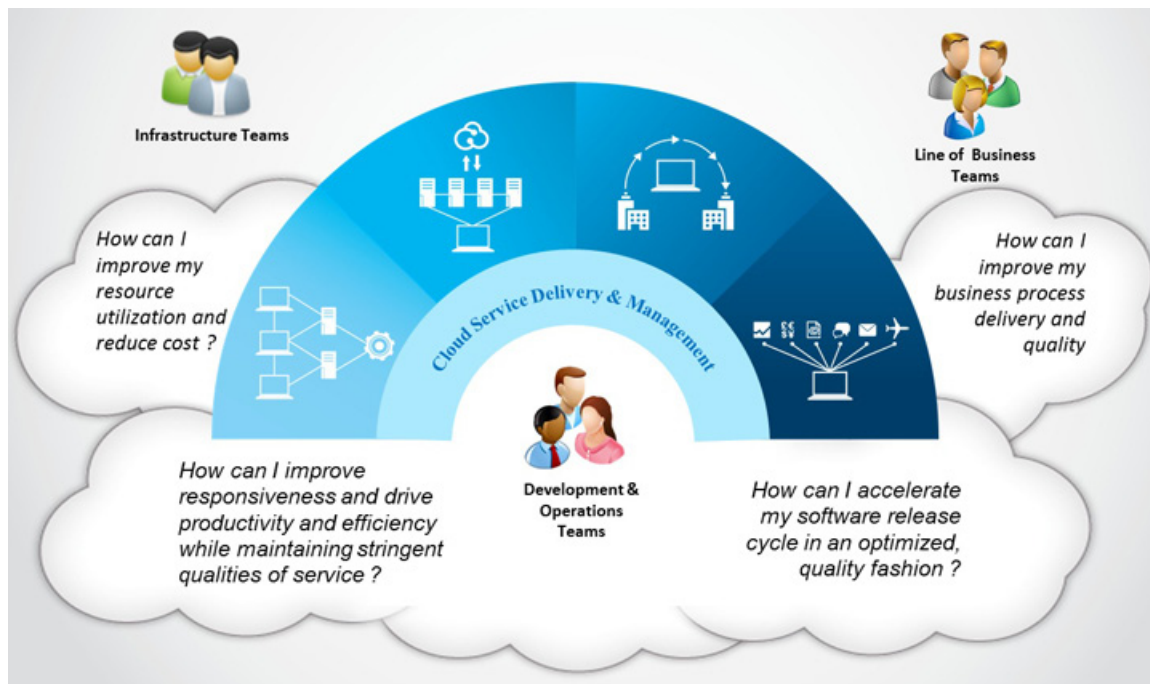 Infrastructure Teams
Line of Business
Teams
How can I
improve my
resource
utilization and
reduce cost ?
How can I
improve my
business process
delivery and
quality
Cloud Service Delivery & Management
Development &
Operations
Teams
How can I improve
responsiveness and drive
productivity and efficiency
while maintaining stringent
qualities of service ?
How can I accelerate
my software release
cycle in an optimized,
quality fashion ?